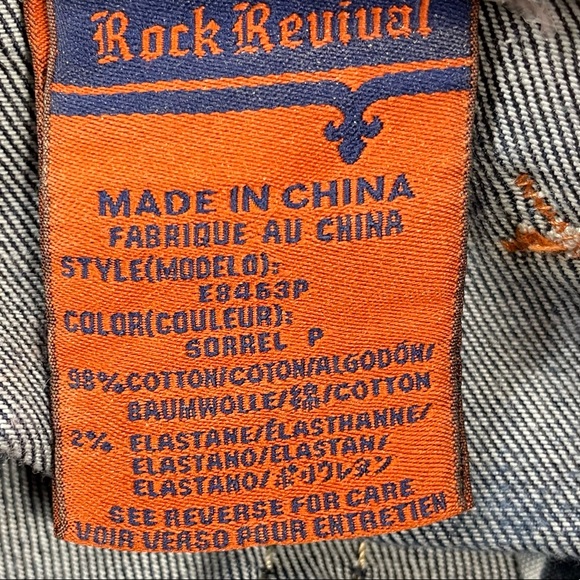 Rock Revival
MADE IN CHINA
FABRIQUE AU CHINA
STYLE(MODELO):
E8463P
COLOR(COULEUR):
SORREL P
98%COTTON/COTON/ALGODÓN/
BAUMWOLLE/綿/COTTON
2% ELASTANE/ÉLASTHANNE/
ELASTANO/ELASTAN/
ELASTANO/ポリウレタン
SEE REVERSE FOR CARE
VOIR VERSO POUR ENTRETIEN